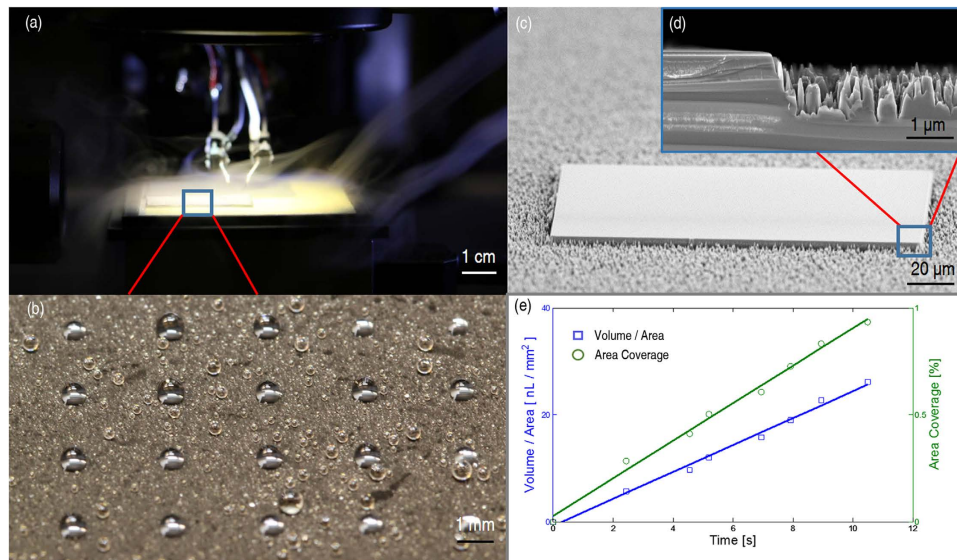 (a)
1 cm
(b)
1 mm
(c)
(d)
1 µm
20 µm
(e)
Volume / Area
Area Coverage
Volume / Area [ nL / mm² ]
40
20
0
0 2 4 6 8 10 12
Time [s]
1
0.5
0
Area Coverage [%]